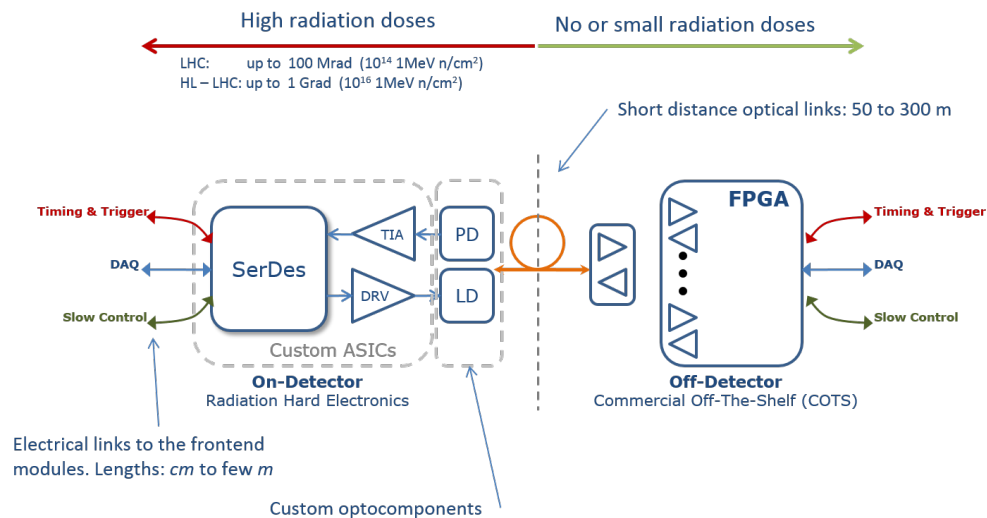 High radiation doses
No or small radiation doses
LHC: up to 100 Mrad (10¹⁴ 1MeV n/cm²)
HL – LHC: up to 1 Grad (10¹⁶ 1MeV n/cm²)
Short distance optical links: 50 to 300 m
Timing & Trigger
DAQ
Slow Control
SerDes
TIA
DRV
PD
LD
Custom ASICs
FPGA
Timing & Trigger
DAQ
Slow Control
On-Detector
Radiation Hard Electronics
Off-Detector
Commercial Off-The-Shelf (COTS)
Electrical links to the frontend
modules. Lengths: cm to few m
Custom optocomponents